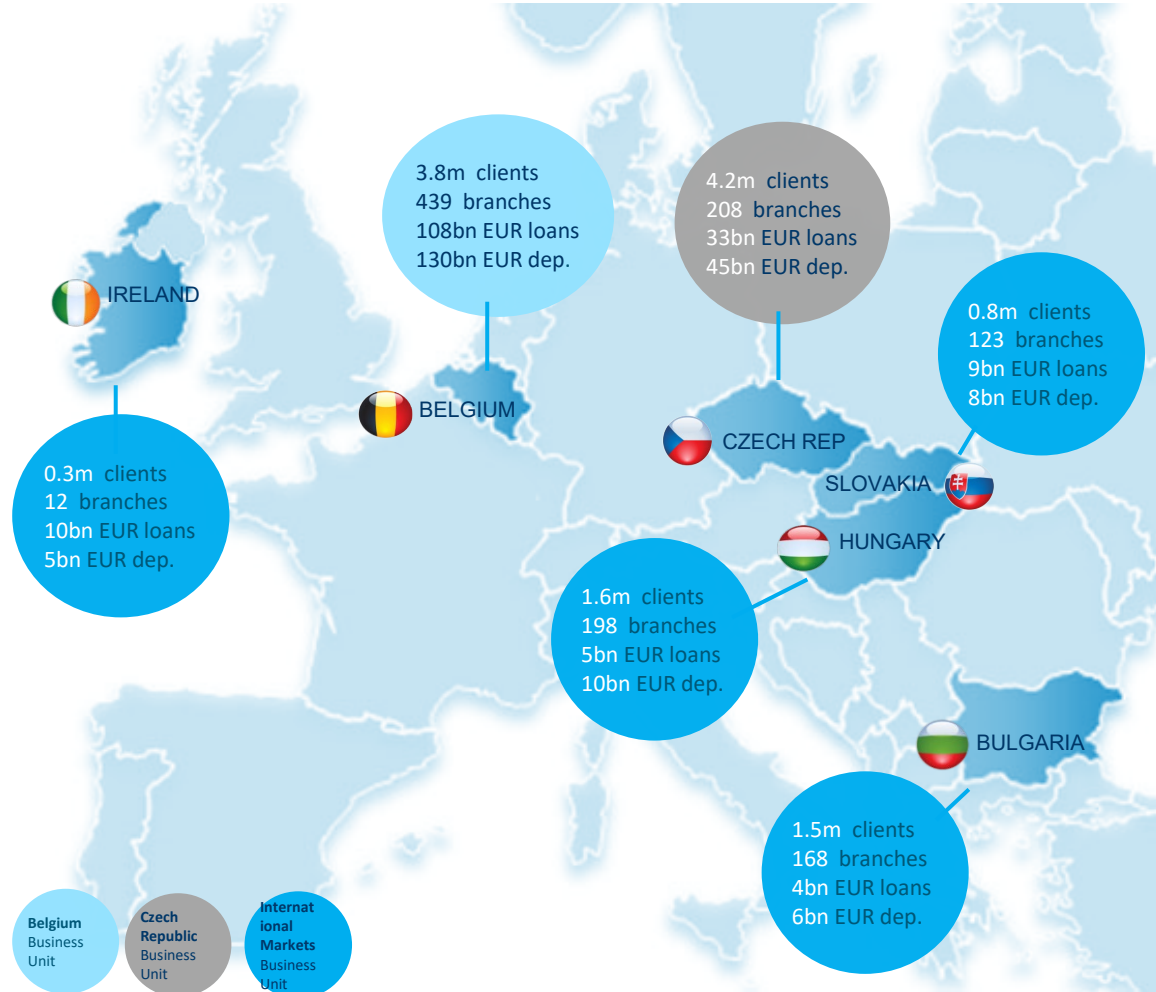 3.8m clients
439 branches
108bn EUR loans
130bn EUR dep.
4.2m clients
208 branches
33bn EUR loans
45bn EUR dep.
0.8m clients
123 branches
9bn EUR loans
8bn EUR dep.
IRELAND
BELGIUM
CZECH REP
SLOVAKIA
HUNGARY
0.3m clients
12 branches
10bn EUR loans
5bn EUR dep.
1.6m clients
198 branches
5bn EUR loans
10bn EUR dep.
BULGARIA
1.5m clients
168 branches
4bn EUR loans
6bn EUR dep.
Belgium
Business
Unit
Czech
Republic
Business
Unit
Internat
ional
Markets
Business
Unit